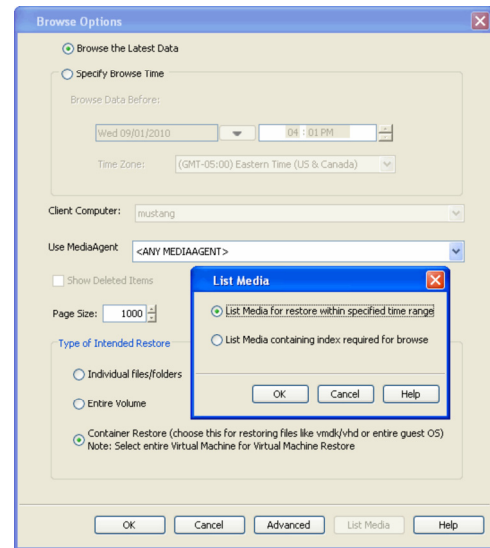 Browse Options
Browse the Latest Data
Specify Browse Time
Browse Data Before:
Wed 09/01/2010
04 : 01 PM
Time Zone:
(GMT-05:00) Eastern Time (US & Canada)
Client Computer:
mustang
Use MediaAgent
<ANY MEDIAAGENT>
Show Deleted Items
Page Size:
1000
List Media
List Media for restore within specified time range
List Media containing index required for browse
OK
Cancel
Help
Type of Intended Restore
Individual files/folders
Entire Volume
Container Restore (choose this for restoring files like vmdk/vhd or entire guest OS)
Note: Select entire Virtual Machine for Virtual Machine Restore
OK
Cancel
Advanced
List Media
Help